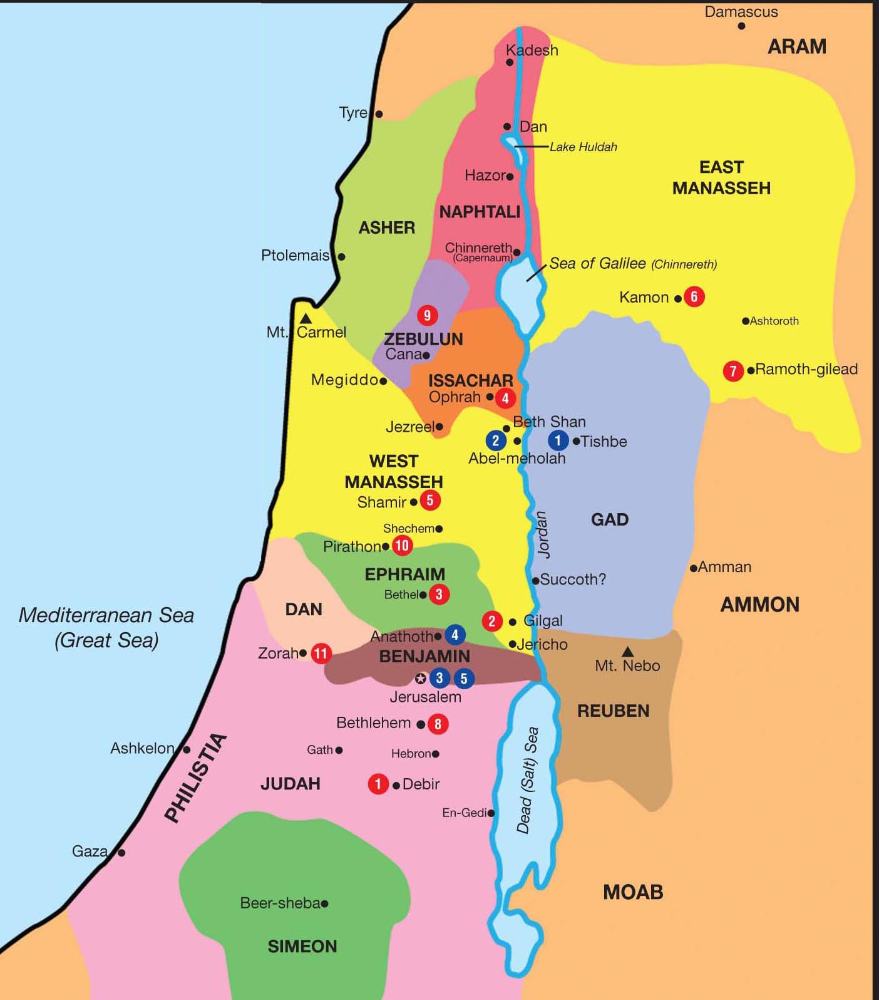 Damascus
ARAM
Kadesh
Tyre
Dan
Lake Huldah
EAST
MANASSEH
Hazor
NAPHTALI
ASHER
Chinnereth
(Capernaum)
Ptolemais
Sea of Galilee (Chinnereth)
Kamon 6
9
Ashtoroth
Mt. Carmel
ZEBULUN
Cana
7 Ramoth-gilead
Megiddo
ISSACHAR
Ophrah 4
Jezreel
Beth Shan
2
1 Tishbe
Abel-meholah
WEST
MANASSEH
Shamir 5
GAD
Jordan
Shechem
Pirathon 10
Amman
EPHRAIM
Succoth?
Bethel 3
AMMON
DAN
Mediterranean Sea
(Great Sea)
2 Gilgal
Anathoth 4
Jericho
Zorah 11
BENJAMIN
Mt. Nebo
3 5
Jerusalem
REUBEN
Bethlehem 8
Ashkelon
Gath
Hebron
PHILISTIA
JUDAH
1 Debir
Dead (Salt) Sea
En-Gedi
Gaza
MOAB
Beer-sheba
SIMEON